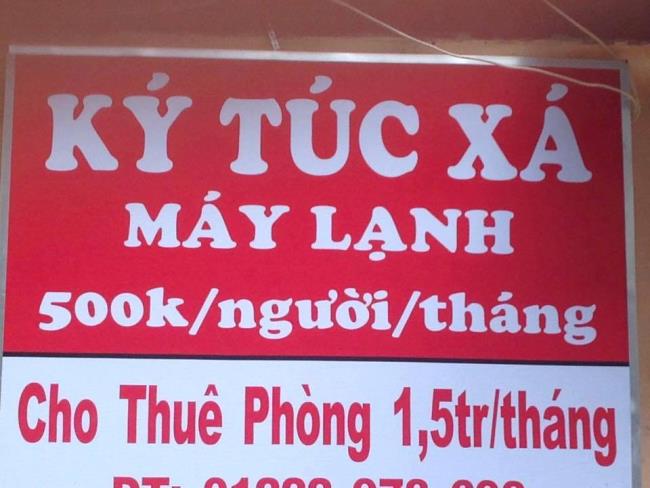 KÝ TÚC XÁ
MÁY LẠNH
500k/người/tháng
Cho Thuê Phòng 1,5tr/tháng